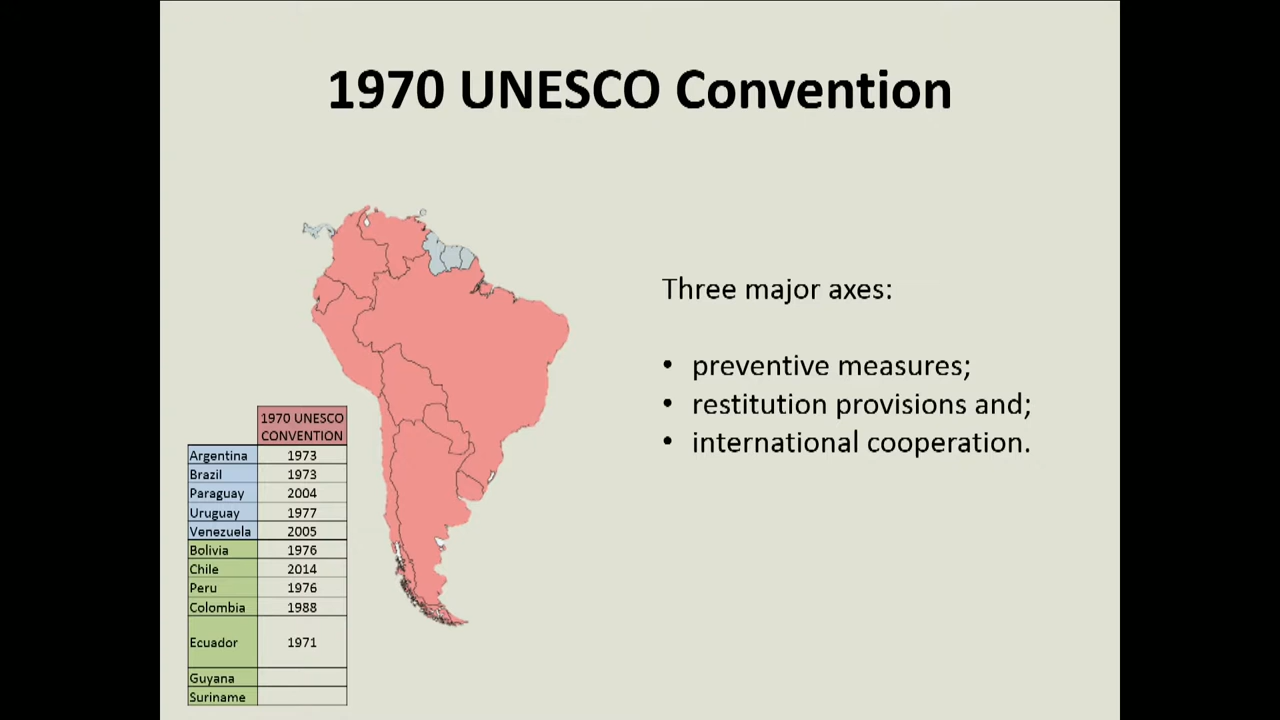 1970 UNESCO Convention
Three major axes:
• preventive measures;
• restitution provisions and;
• international cooperation.
1970 UNESCO
CONVENTION
Argentina 1973
Brazil 1973
Paraguay 2004
Uruguay 1977
Venezuela 2005
Bolivia 1976
Chile 2014
Peru 1976
Colombia 1988
Ecuador 1971
Guyana
Suriname